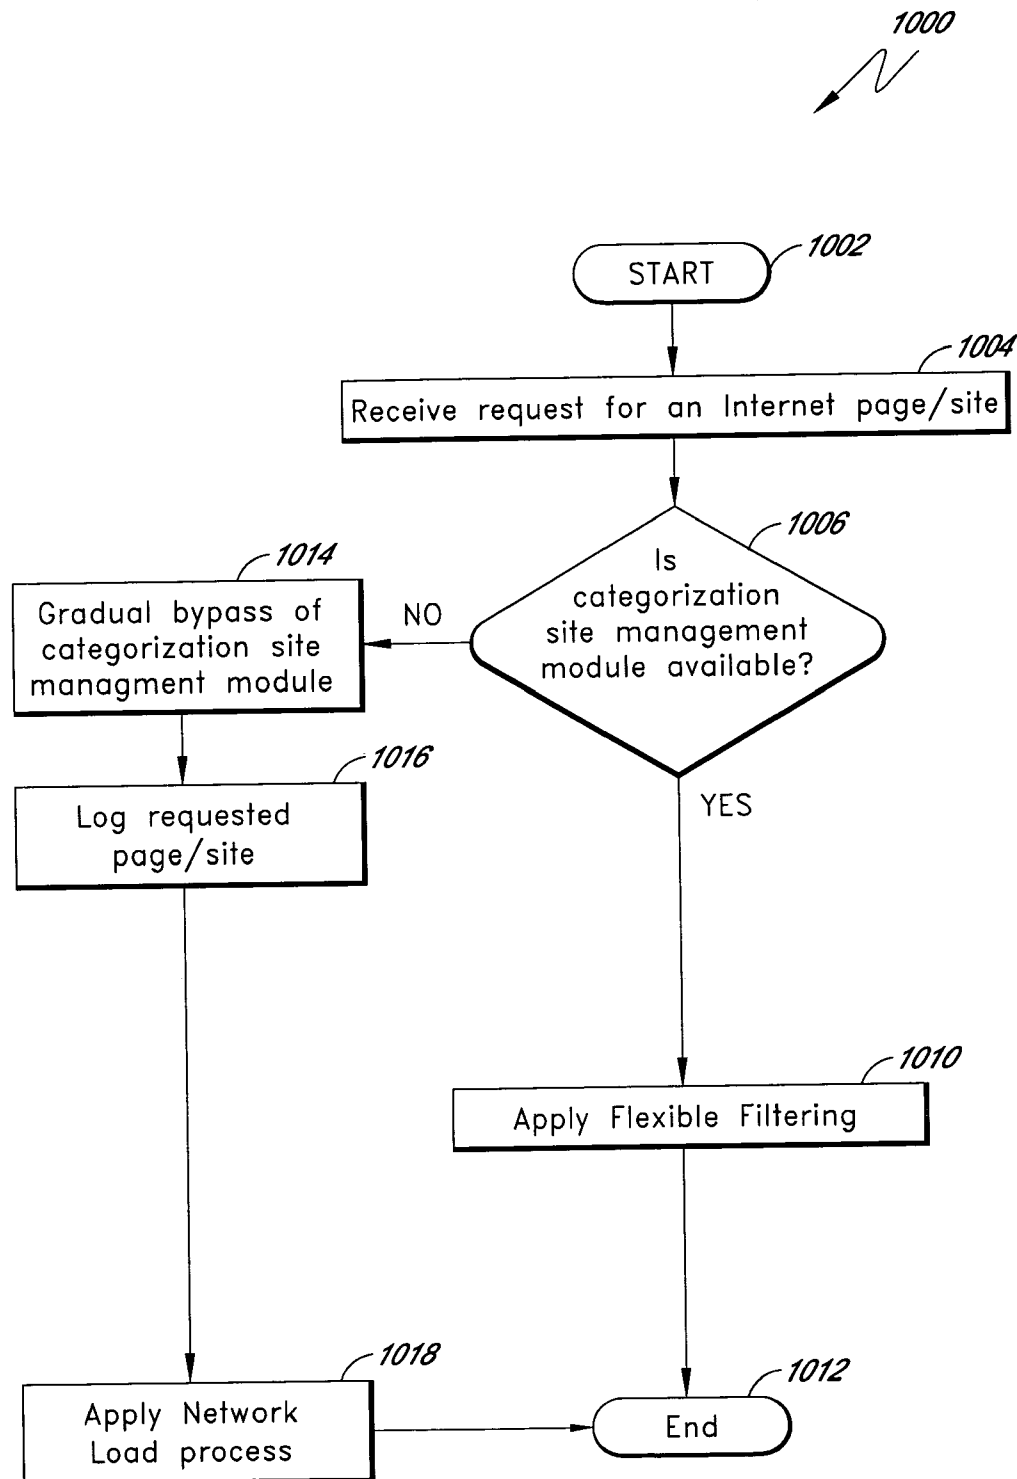 1000
1002
START
1004
Receive request for an Internet page/site
1006
Is
categorization
site management
module available?
NO
1014
Gradual bypass of
categorization site
managment module
1016
Log requested
page/site
YES
1010
Apply Flexible Filtering
1018
Apply Network
Load process
1012
End